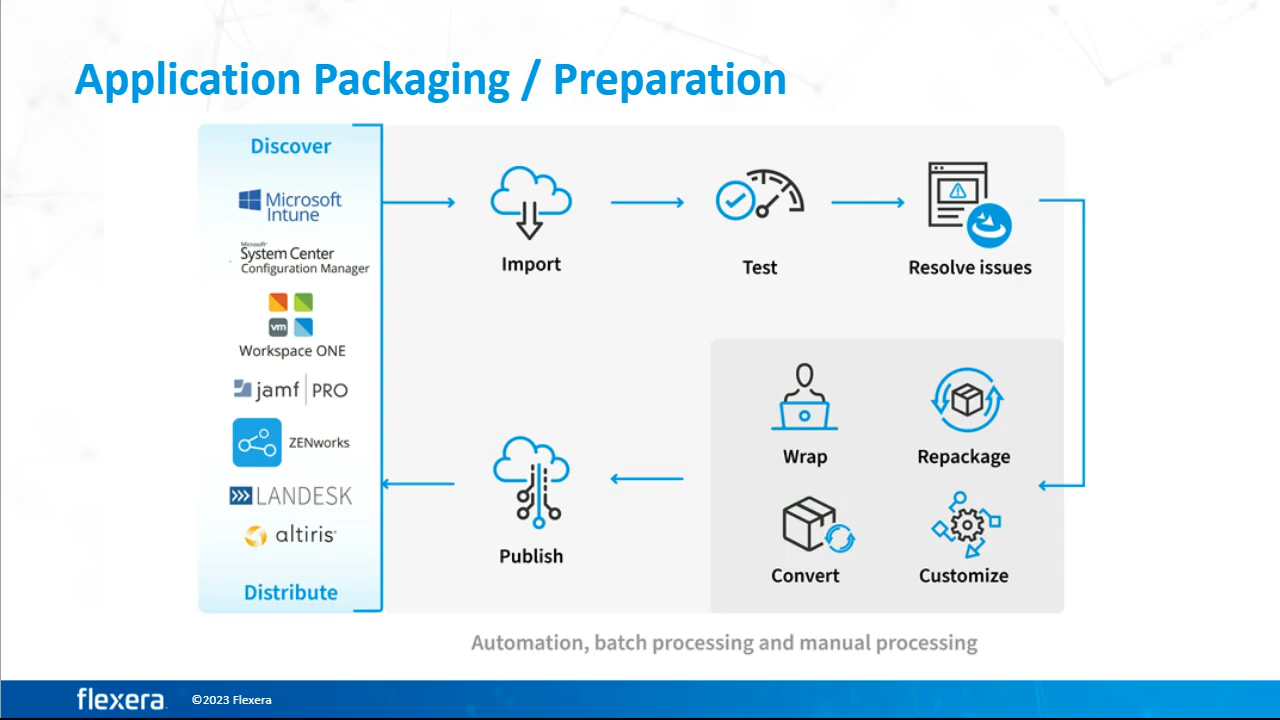 Application Packaging / Preparation
Discover
Microsoft
Intune
Microsoft
System Center
Configuration Manager
vm
Workspace ONE
jamf PRO
ZENworks
LANDESK
altiris
Distribute
Import
Test
Resolve issues
Wrap
Repackage
Convert
Customize
Publish
Automation, batch processing and manual processing
flexera
©2023 Flexera